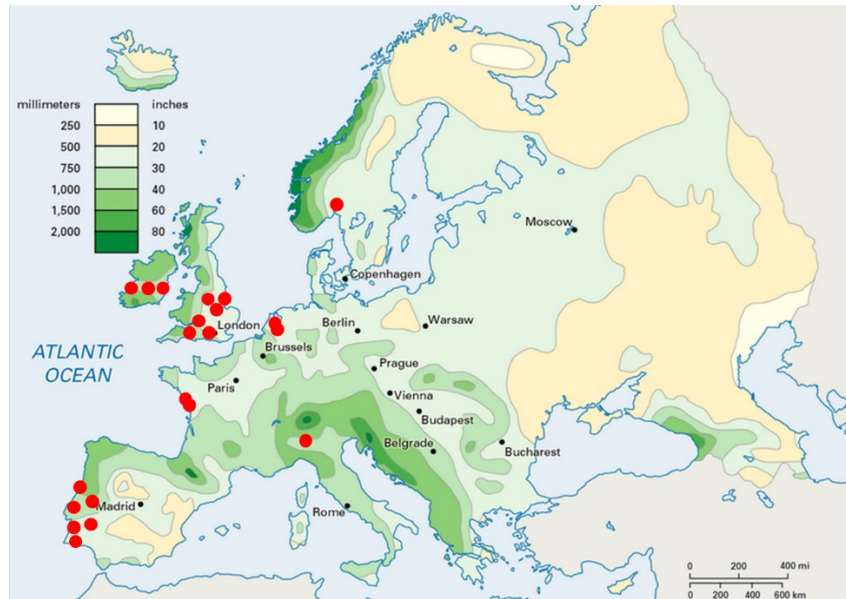 millimeters
inches
250
10
500
20
750
30
1,000
40
1,500
60
2,000
80
Moscow
Copenhagen
London
Berlin
Warsaw
ATLANTIC
OCEAN
Brussels
Prague
Paris
Vienna
Budapest
Belgrade
Bucharest
Madrid
Rome
0
200
400 mi
0
200
400
600 km